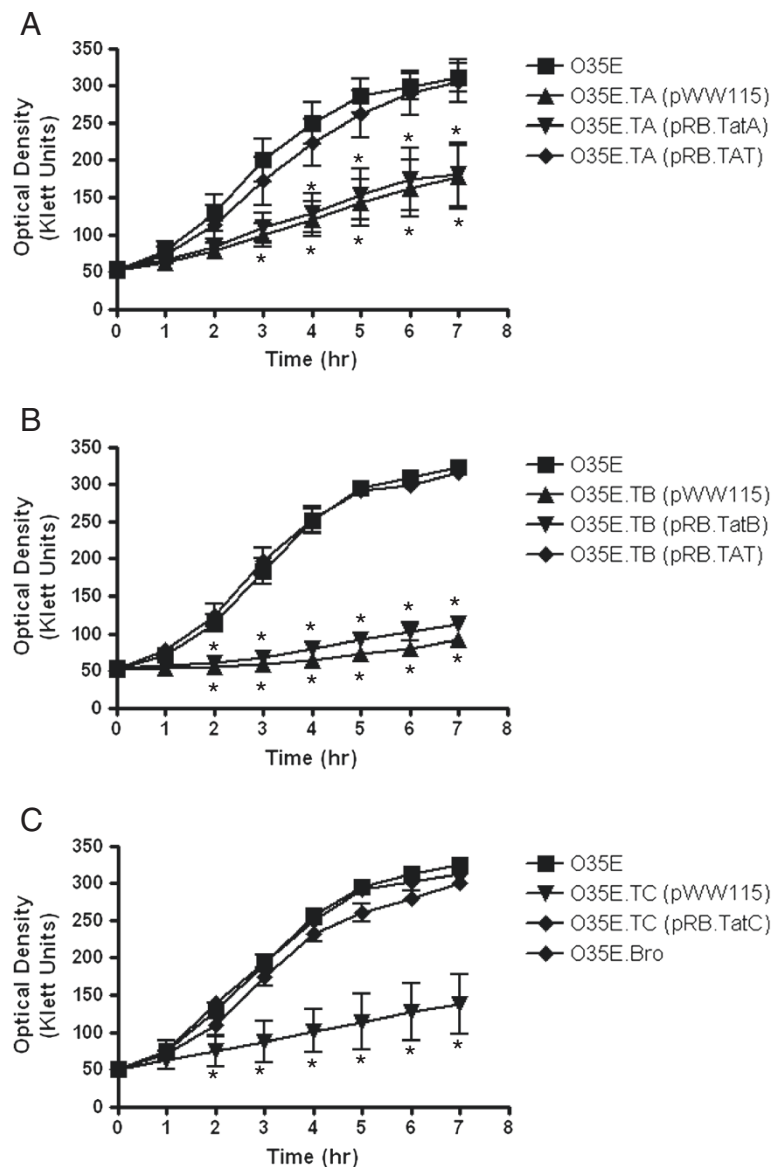 A
350
300
250
200
150
100
50
0
Optical Density
(Klett Units)
0 1 2 3 4 5 6 7 8
Time (hr)
* * * * *
* * * * *
O35E
O35E.TA (pWW115)
O35E.TA (pRB.TatA)
O35E.TA (pRB.TAT)
B
350
300
250
200
150
100
50
0
Optical Density
(Klett Units)
0 1 2 3 4 5 6 7 8
Time (hr)
* * * * * *
* * * * * *
O35E
O35E.TB (pWW115)
O35E.TB (pRB.TatB)
O35E.TB (pRB.TAT)
C
350
300
250
200
150
100
50
0
Optical Density
(Klett Units)
0 1 2 3 4 5 6 7 8
Time (hr)
* * * * * *
O35E
O35E.TC (pWW115)
O35E.TC (pRB.TatC)
O35E.Bro